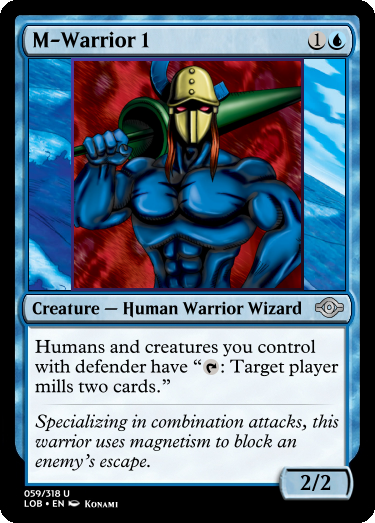 M-Warrior 1
1
Creature — Human Warrior Wizard
Humans and creatures you control
with defender have “: Target player
mills two cards.”
Specializing in combination attacks, this
warrior uses magnetism to block an
enemy’s escape.
2/2
059/318 U
LOB • EN Konami